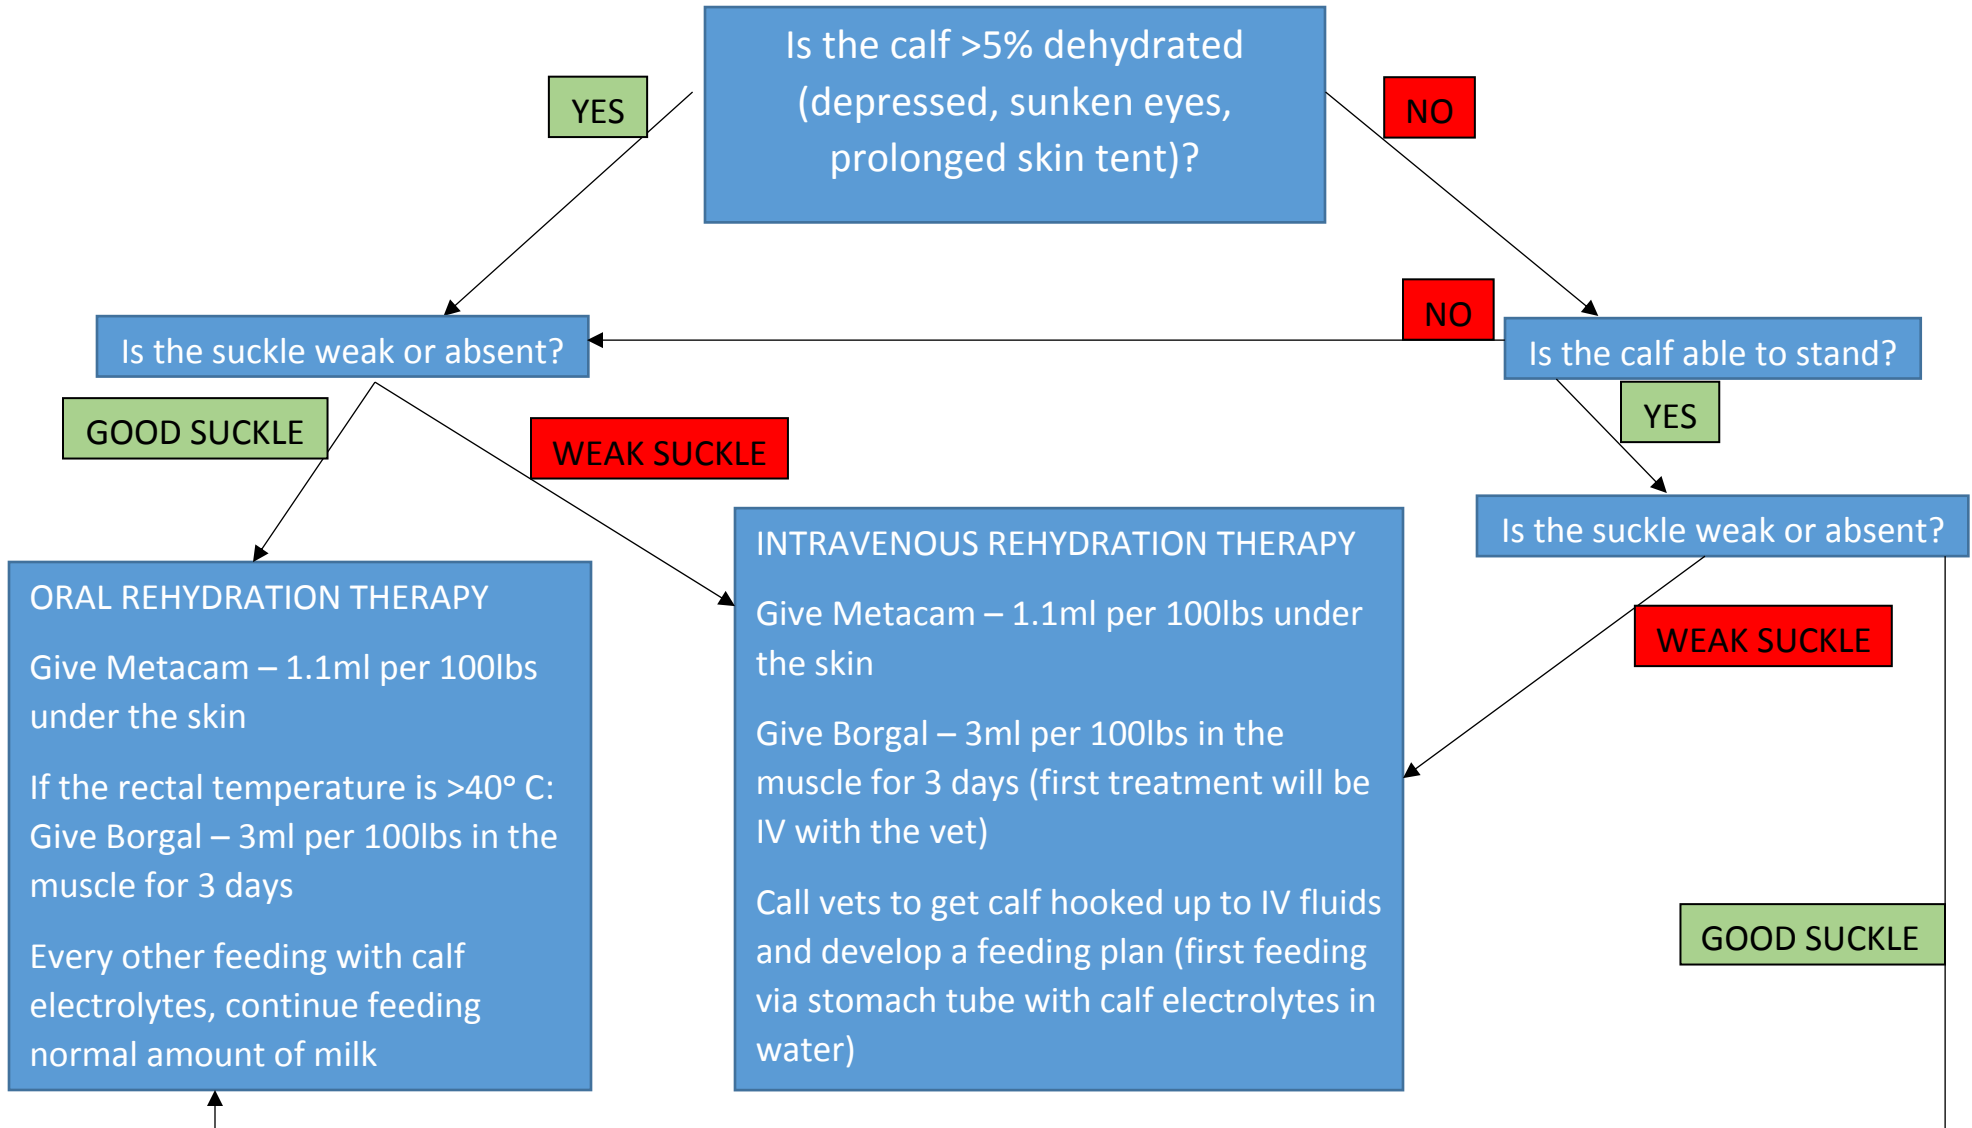 Is the calf >5% dehydrated
(depressed, sunken eyes,
prolonged skin tent)?
YES
NO
NO
Is the suckle weak or absent?
Is the calf able to stand?
GOOD SUCKLE
WEAK SUCKLE
YES
Is the suckle weak or absent?
ORAL REHYDRATION THERAPY
Give Metacam – 1.1ml per 100lbs
under the skin
If the rectal temperature is >40° C:
Give Borgal – 3ml per 100lbs in the
muscle for 3 days
Every other feeding with calf
electrolytes, continue feeding
normal amount of milk
INTRAVENOUS REHYDRATION THERAPY
Give Metacam – 1.1ml per 100lbs under
the skin
Give Borgal – 3ml per 100lbs in the
muscle for 3 days (first treatment will be
IV with the vet)
Call vets to get calf hooked up to IV fluids
and develop a feeding plan (first feeding
via stomach tube with calf electrolytes in
water)
WEAK SUCKLE
GOOD SUCKLE